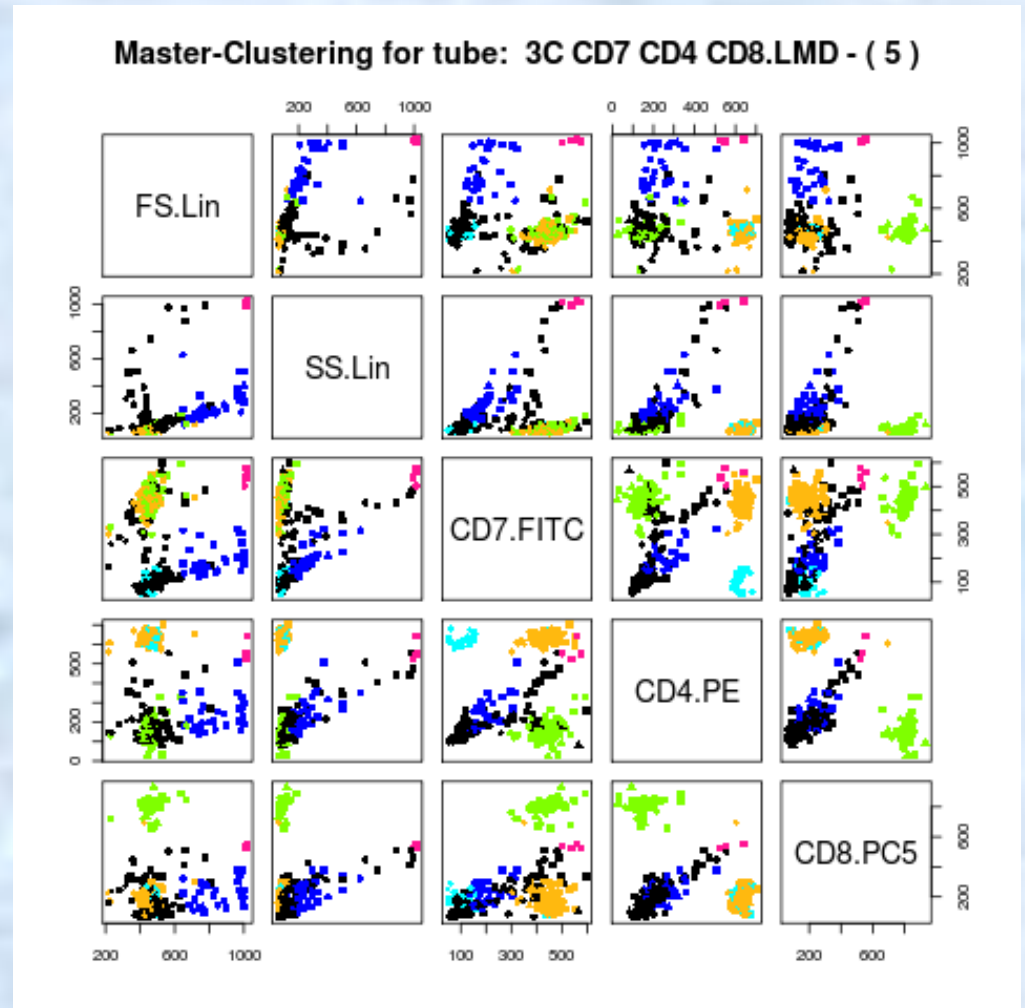 Master-Clustering for tube: 3C CD7 CD4 CD8.LMD - ( 5 )
200 600 1000 0 200 400 600
FS.Lin 200 600 1000
200 600 1000 SS.Lin
CD7.FITC 100 300 500
0 200 500 CD4.PE
CD8.PC5 200 600
200 600 1000 100 300 500 200 600